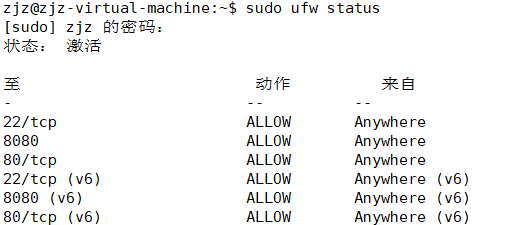 zjz@zjz-virtual-machine:~$ sudo ufw status
[sudo] zjz 的密码：
状态： 激活
至 动作 来自
- -- --
22/tcp ALLOW Anywhere
8080 ALLOW Anywhere
80/tcp ALLOW Anywhere
22/tcp (v6) ALLOW Anywhere (v6)
8080 (v6) ALLOW Anywhere (v6)
80/tcp (v6) ALLOW Anywhere (v6)